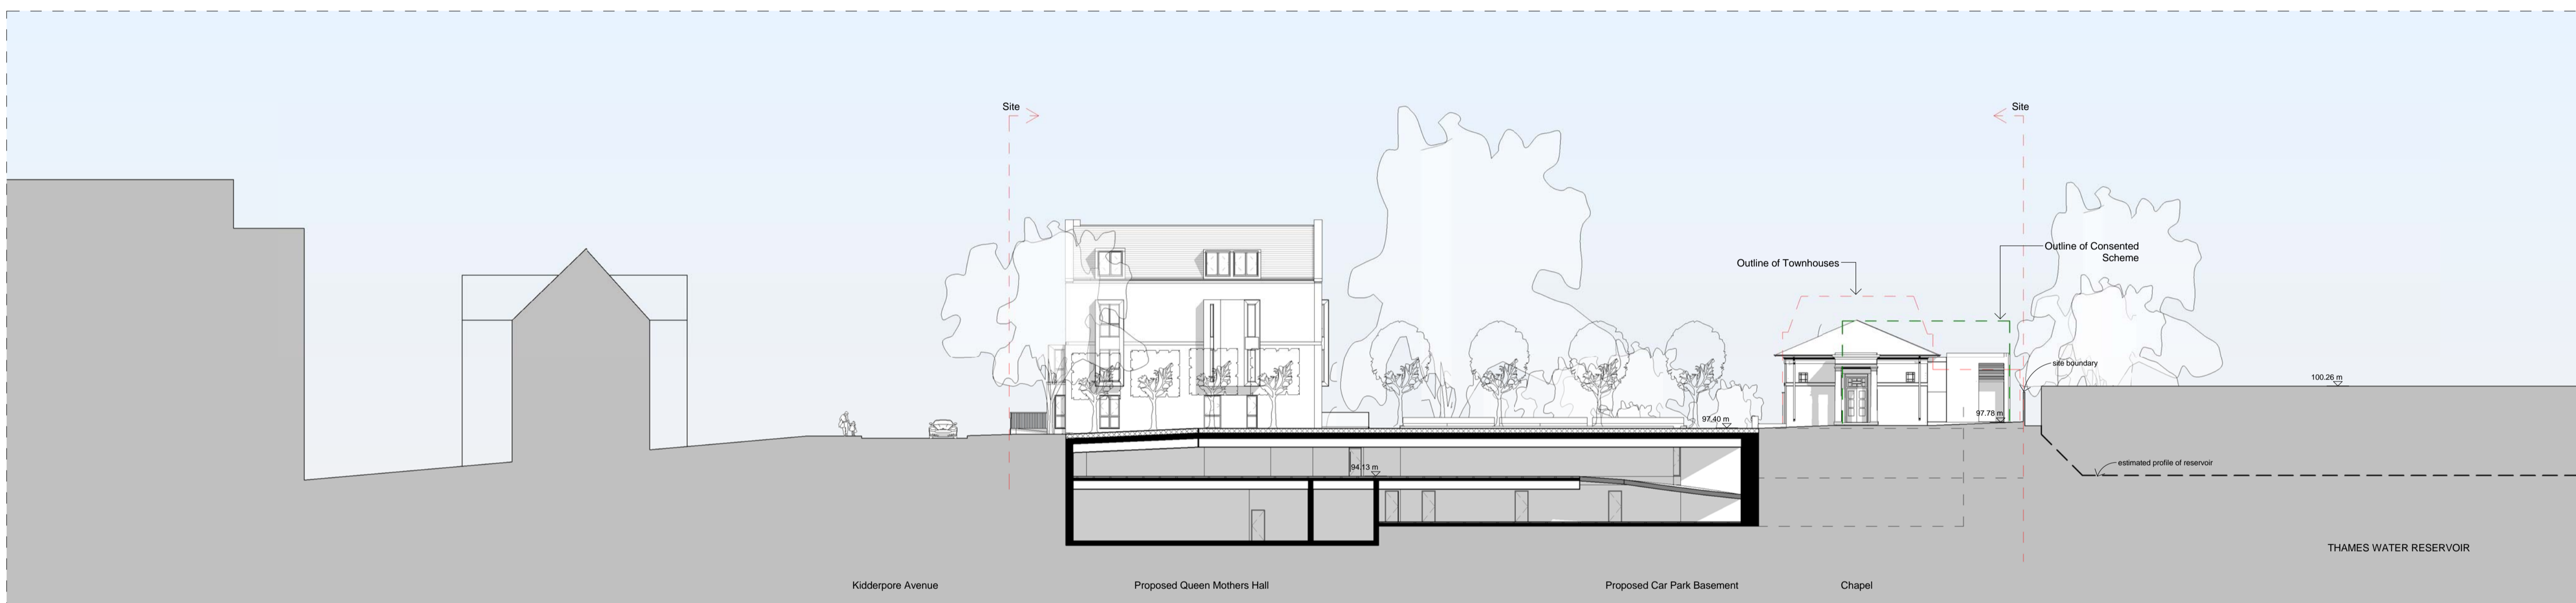 Site
Site
Outline of Consented
Scheme
Outline of Townhouses
site boundary
100.26 m
97.40 m
97.78 m
94.13 m
estimated profile of reservoir
THAMES WATER RESERVOIR
Kidderpore Avenue
Proposed Queen Mothers Hall
Proposed Car Park Basement
Chapel